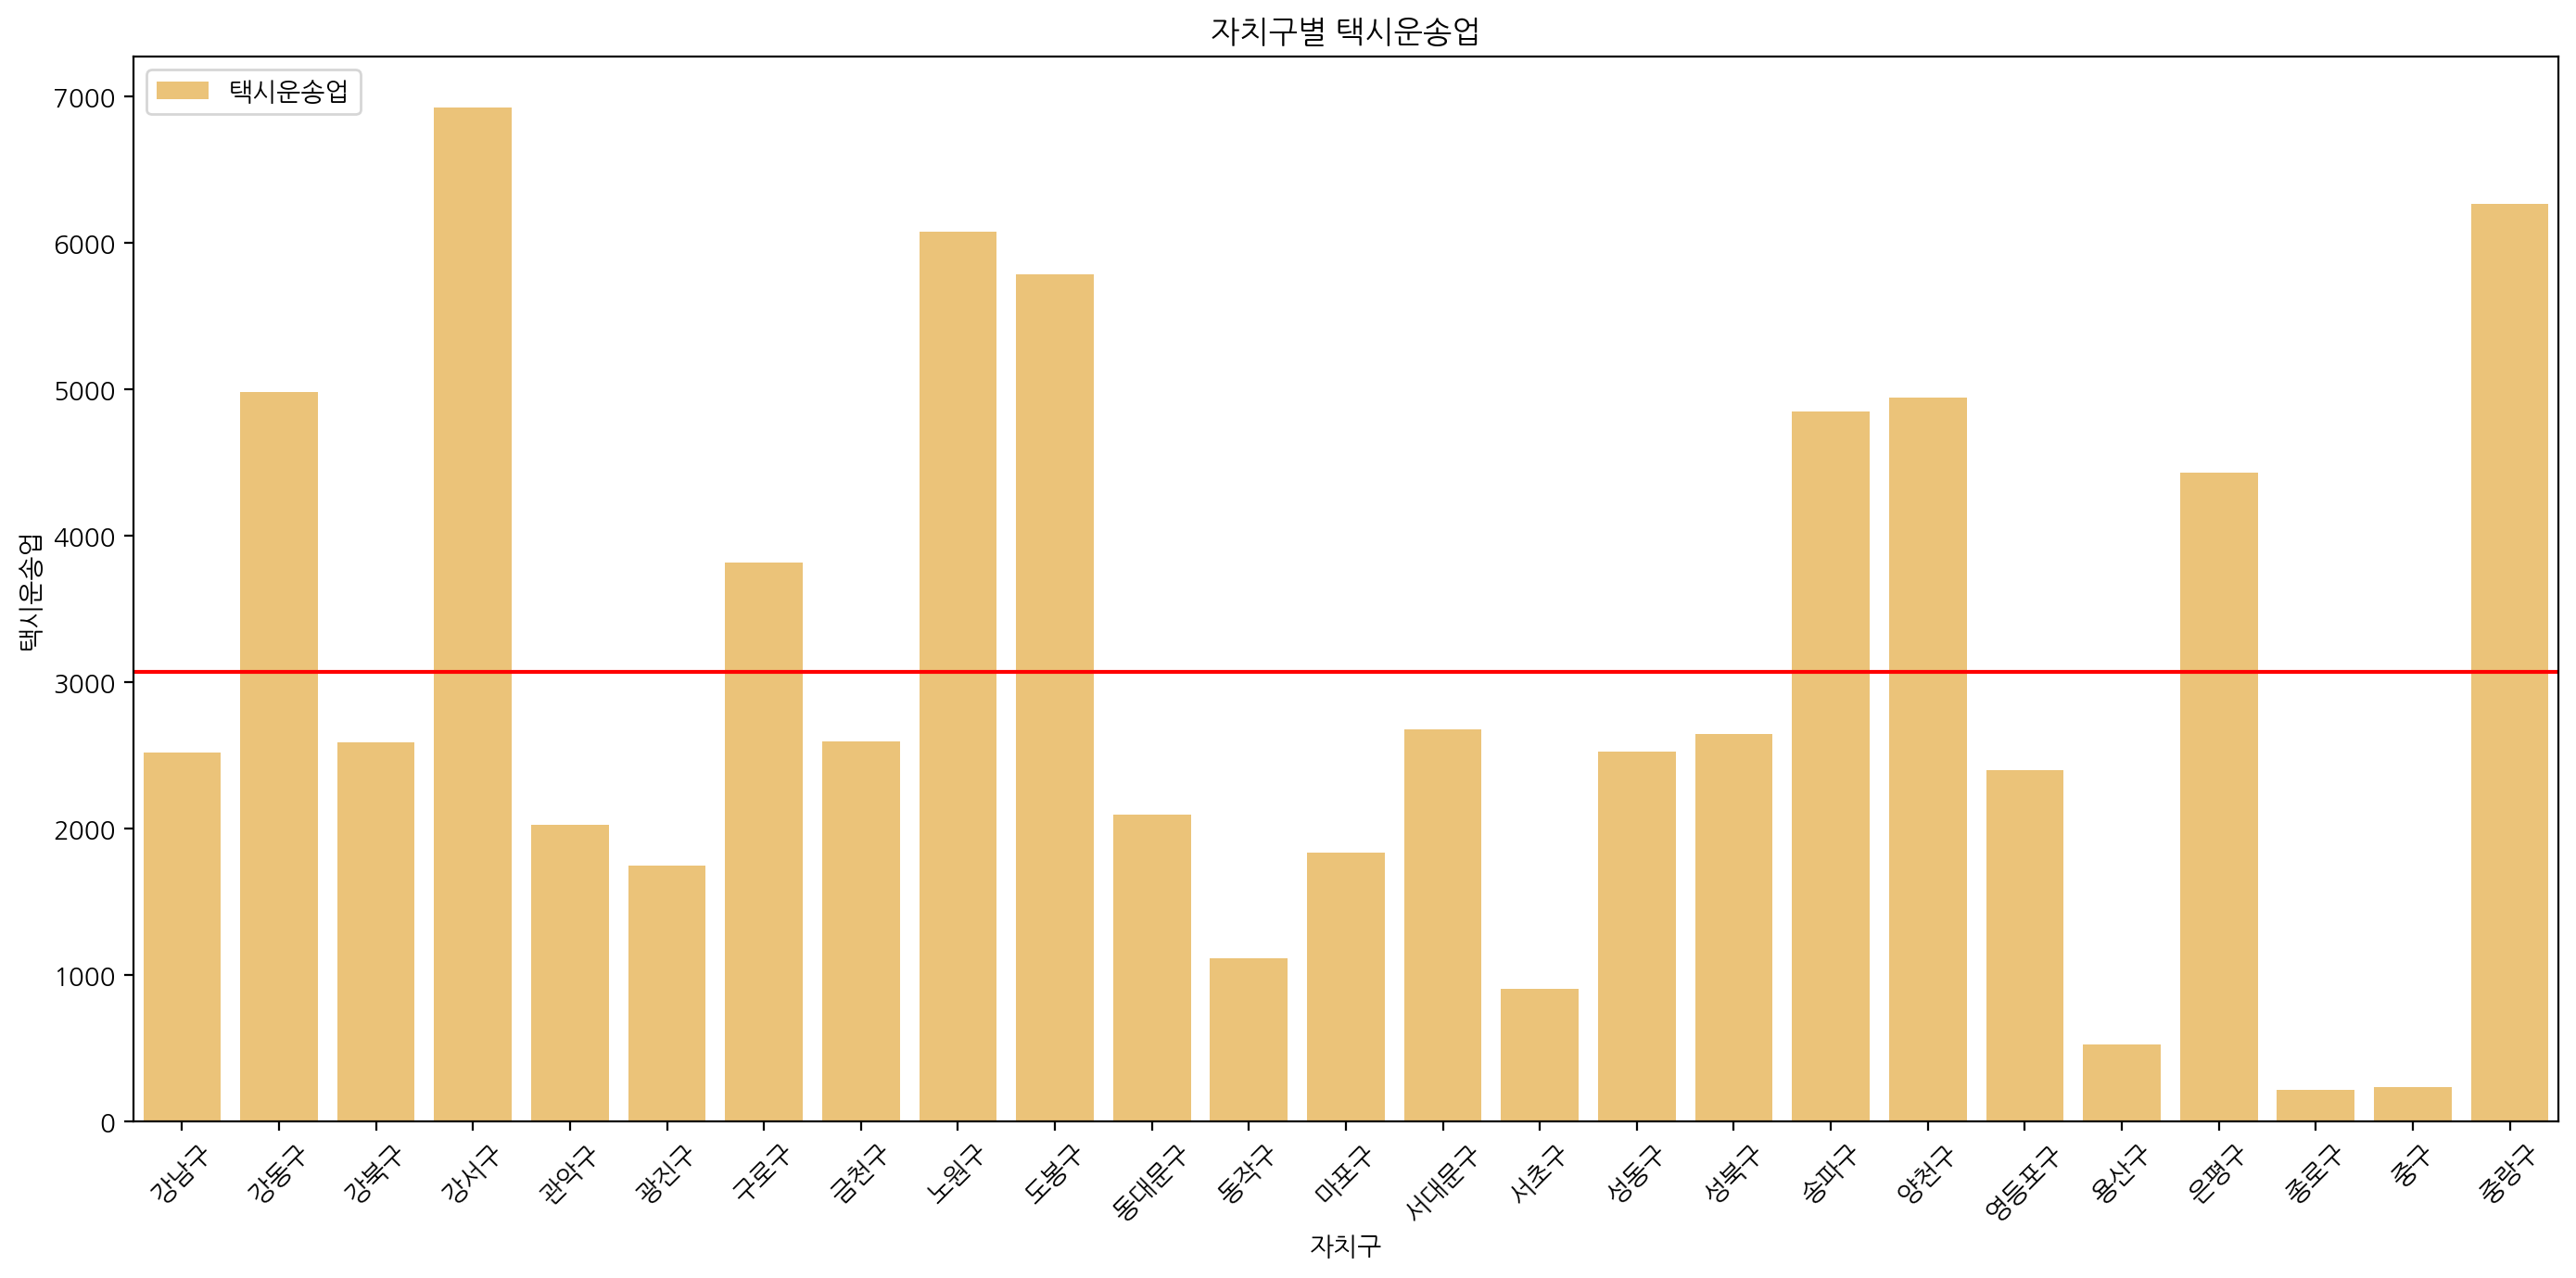 자치구별 택시운송업
택시운송업
7000
6000
5000
4000
3000
2000
1000
0
택시운송업
강남구
강동구
강북구
강서구
관악구
광진구
구로구
금천구
노원구
도봉구
동대문구
동작구
마포구
서대문구
서초구
성동구
성북구
송파구
양천구
영등포구
용산구
은평구
종로구
중구
중랑구
자치구